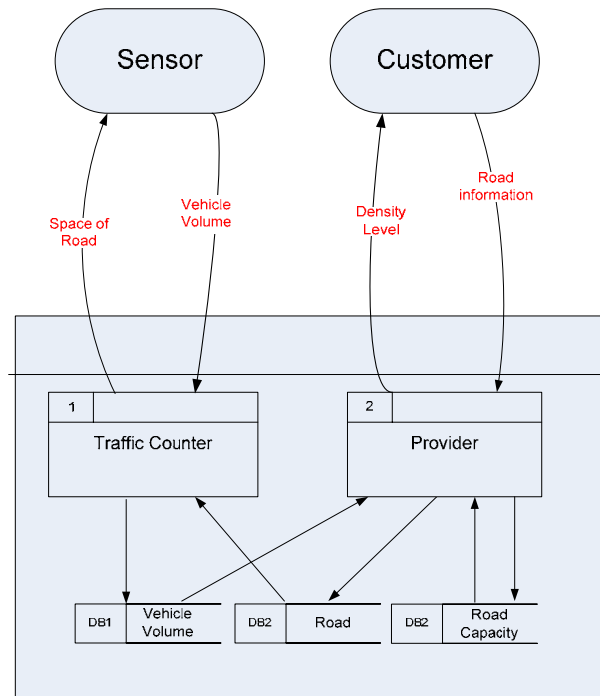 Sensor
Customer
Space of
Road
Vehicle
Volume
Density
Level
Road
information
1
Traffic Counter
2
Provider
DB1
Vehicle
Volume
DB2
Road
DB2
Road
Capacity